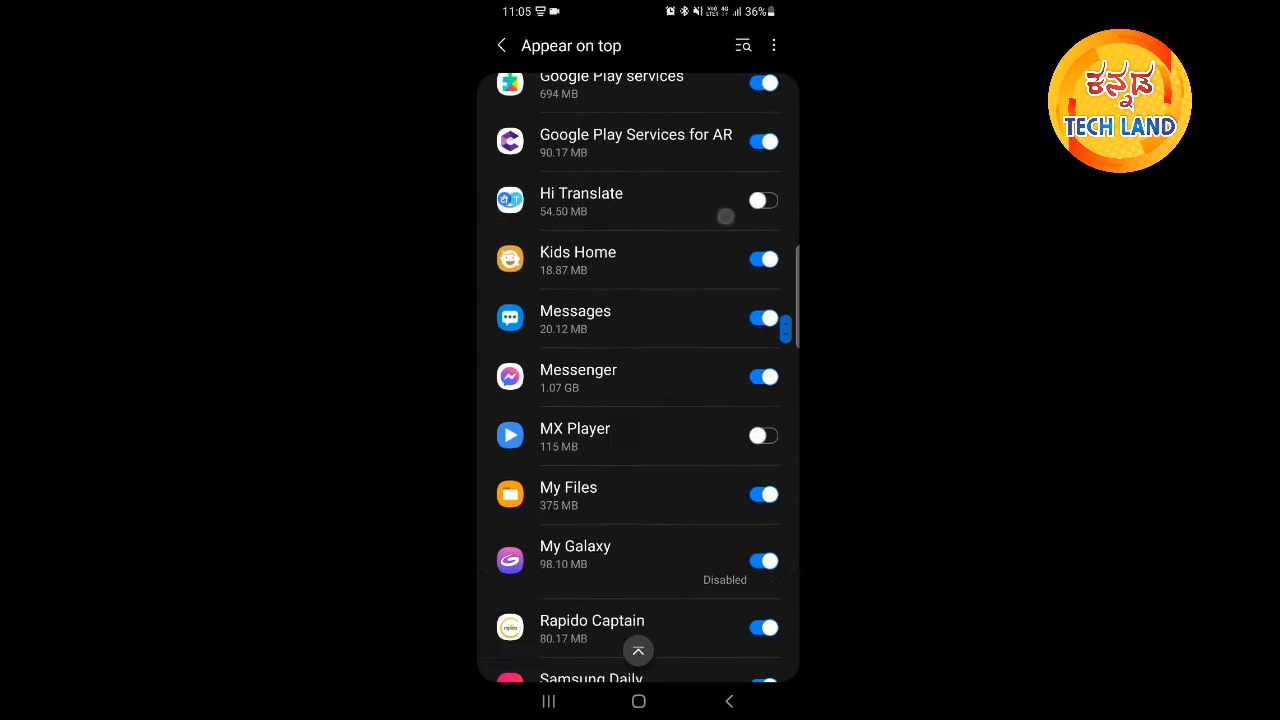 11:05
36%
Appear on top
Google Play services
694 MB
Google Play Services for AR
90.17 MB
Hi Translate
54.50 MB
Kids Home
18.87 MB
Messages
20.12 MB
Messenger
1.07 GB
MX Player
115 MB
My Files
375 MB
My Galaxy
98.10 MB
Disabled
Rapido Captain
80.17 MB
Samsung Daily
ಕನ್ನಡ
TECH LAND